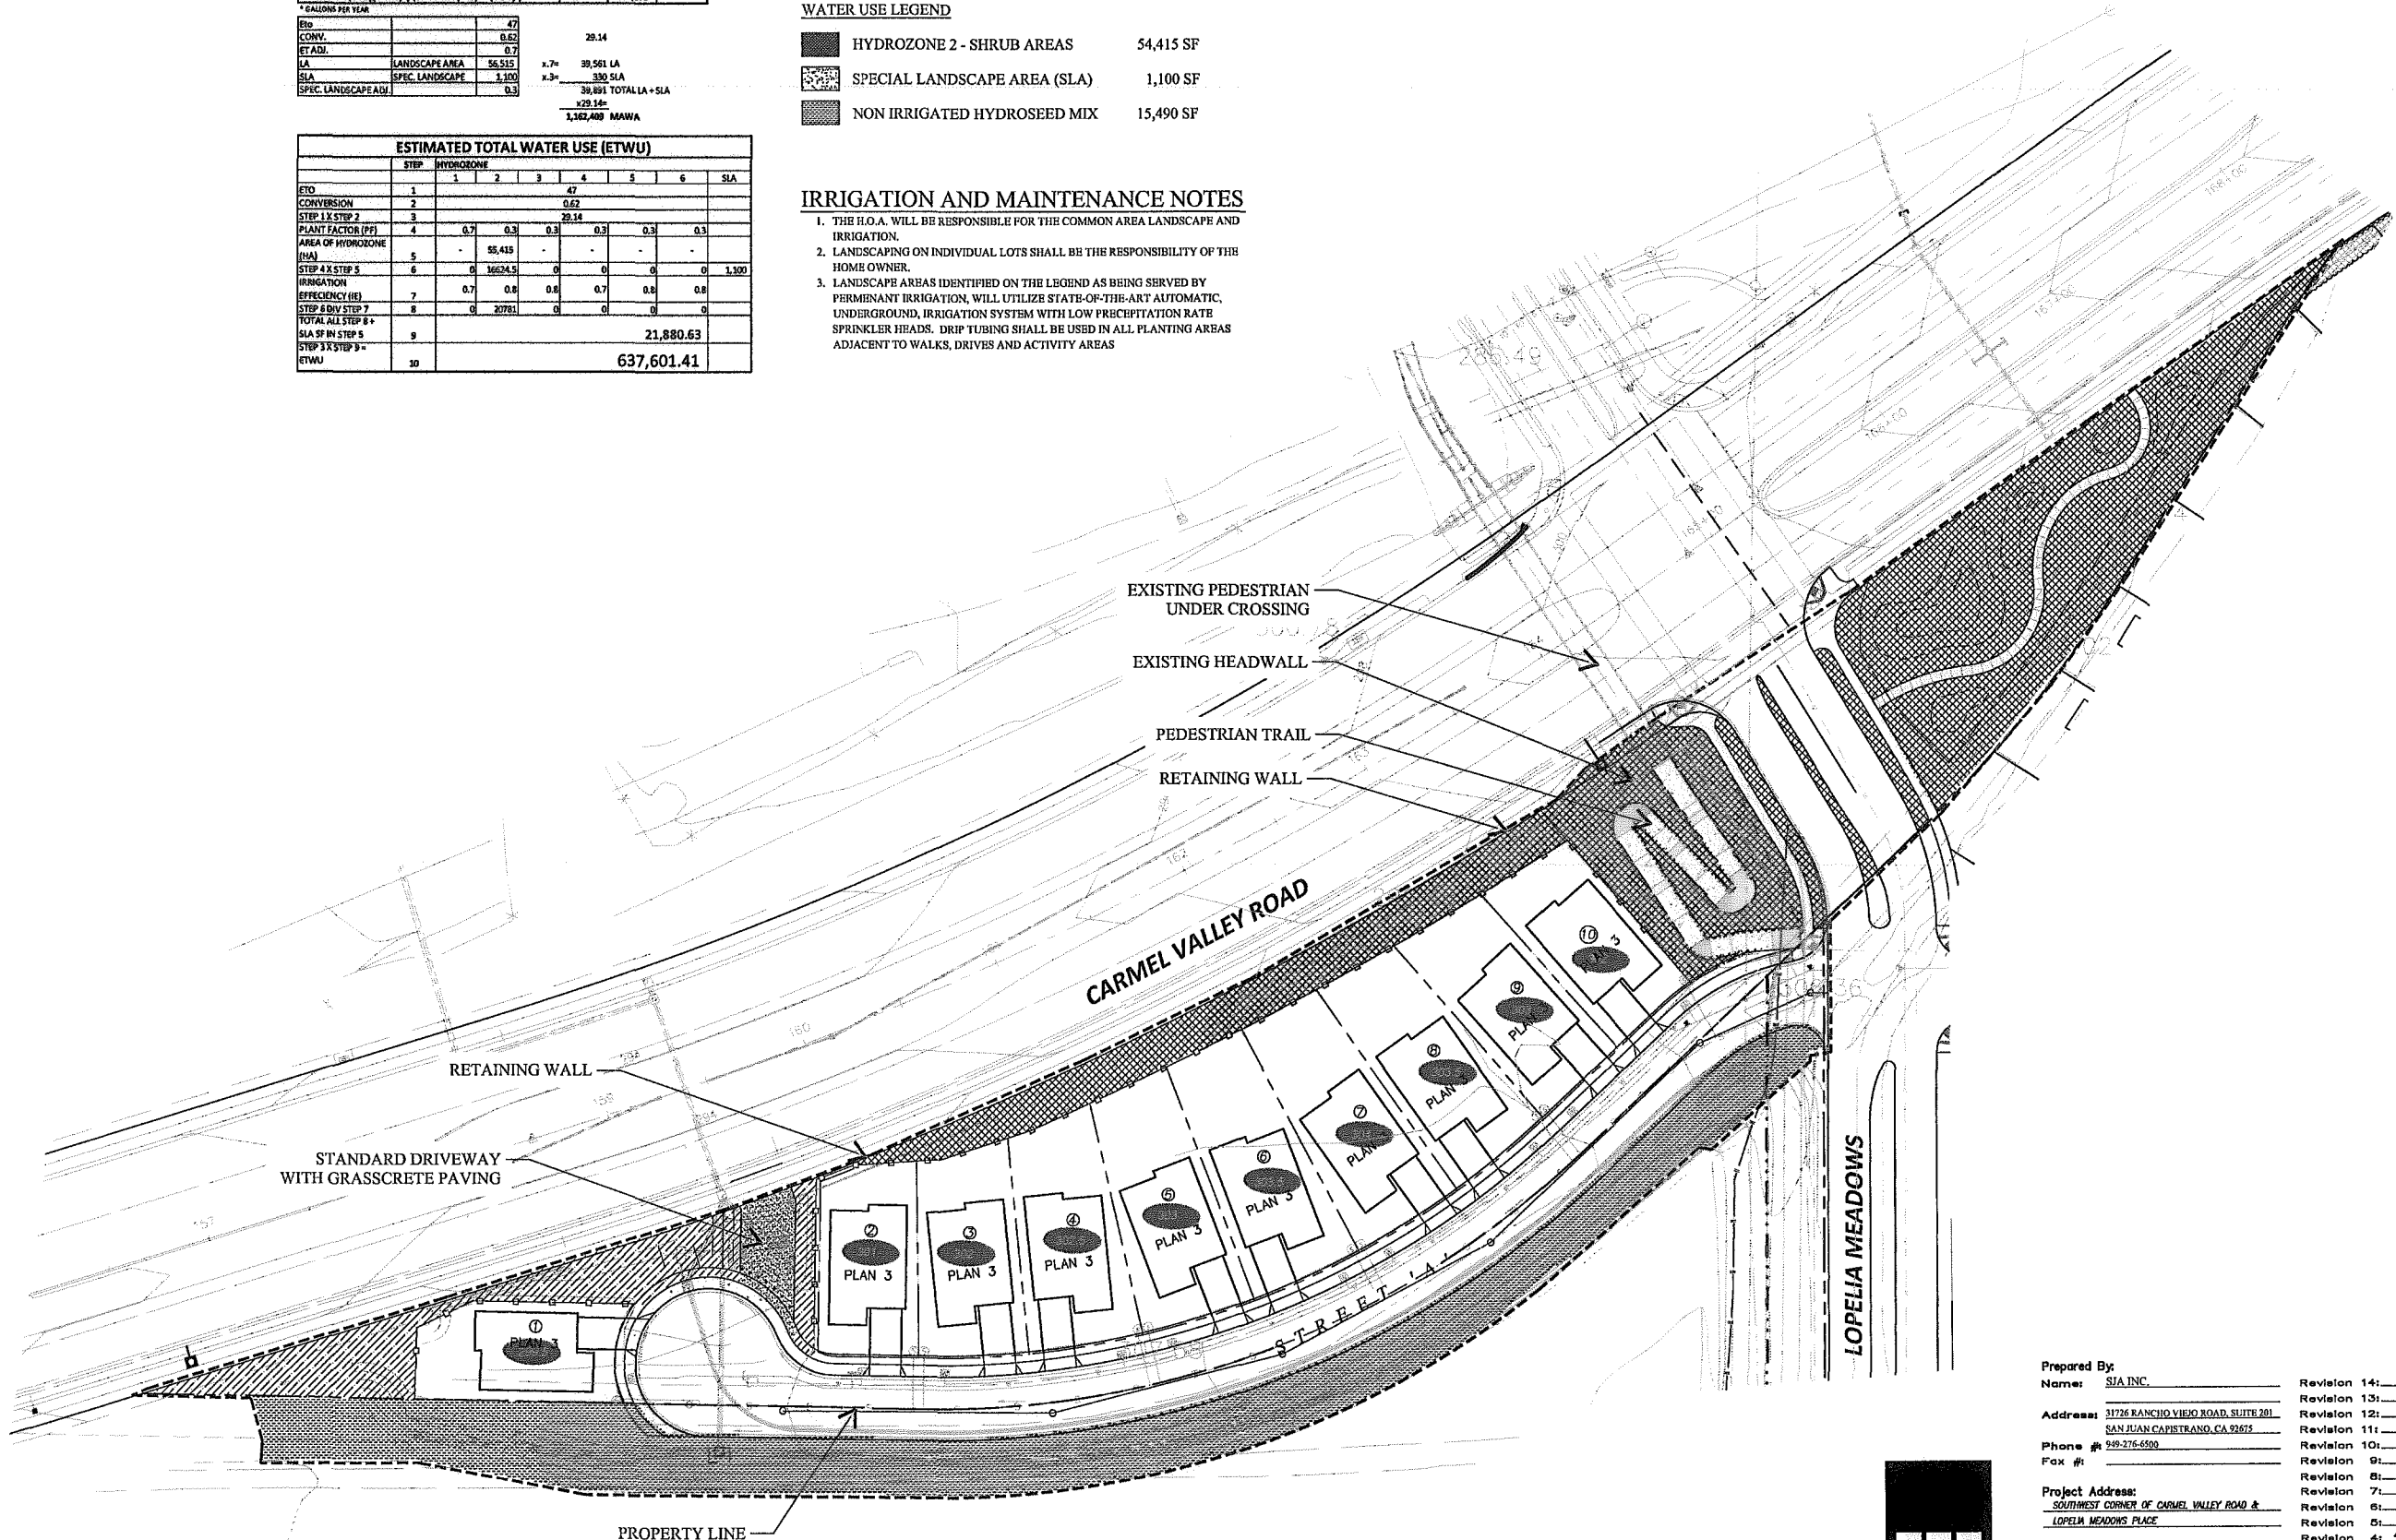 * GALLONS PER YEAR
Eto 47
CONV. 0.62 29.14
ET ADJ. 0.7
LA LANDSCAPE AREA 56,515 x.7= 39,561 LA
SLA SPEC. LANDSCAPE 1,100 x.3= 330 SLA
SPEC. LANDSCAPE ADJ. 0.3 39,891 TOTAL LA + SLA
x29.14=
1,162,409 MAWA
ESTIMATED TOTAL WATER USE (ETWU)
STEP HYDROZONE
1 2 3 4 5 6 SLA
ETO 1 47
CONVERSION 2 0.62
STEP 1 X STEP 2 3 29.14
PLANT FACTOR (PF) 4 0.7 0.3 0.3 0.3 0.3 0.3
AREA OF HYDROZONE
(HA) 5 - 55,415 - - - -
STEP 4 X STEP 5 6 0 16624.5 0 0 0 0 1,100
IRRIGATION
EFFECIENCY (IE) 7 0.7 0.8 0.8 0.7 0.8 0.8
STEP 6 DIV STEP 7 8 0 20781 0 0 0 0
TOTAL ALL STEP 8 +
SLA SF IN STEP 5 9 21,880.63
STEP 3 X STEP 9 =
ETWU 10 637,601.41
WATER USE LEGEND
HYDROZONE 2 - SHRUB AREAS 54,415 SF
SPECIAL LANDSCAPE AREA (SLA) 1,100 SF
NON IRRIGATED HYDROSEED MIX 15,490 SF
IRRIGATION AND MAINTENANCE NOTES
1. THE H.O.A. WILL BE RESPONSIBLE FOR THE COMMON AREA LANDSCAPE AND
IRRIGATION.
2. LANDSCAPING ON INDIVIDUAL LOTS SHALL BE THE RESPONSIBILITY OF THE
HOME OWNER.
3. LANDSCAPE AREAS IDENTIFIED ON THE LEGEND AS BEING SERVED BY
PERMENANT IRRIGATION, WILL UTILIZE STATE-OF-THE-ART AUTOMATIC,
UNDERGROUND, IRRIGATION SYSTEM WITH LOW PRECEPITATION RATE
SPRINKLER HEADS. DRIP TUBING SHALL BE USED IN ALL PLANTING AREAS
ADJACENT TO WALKS, DRIVES AND ACTIVITY AREAS
EXISTING PEDESTRIAN
UNDER CROSSING
EXISTING HEADWALL
PEDESTRIAN TRAIL
RETAINING WALL
CARMEL VALLEY ROAD
RETAINING WALL
STANDARD DRIVEWAY
WITH GRASSCRETE PAVING
1 PLAN 3
2 PLAN 3
3 PLAN 3
4 PLAN 3
5 PLAN 3
6 PLAN 3
7 PLAN
8 PLAN
9 PLAN
10
STREET 'A'
LOPELIA MEADOWS
PROPERTY LINE
Prepared By:
Name: SJA INC.
Address: 31726 RANCHO VIEJO ROAD, SUITE 201
SAN JUAN CAPISTRANO, CA 92675
Phone #: 949-276-6500
Fax #:
Project Address:
SOUTHWEST CORNER OF CARMEL VALLEY ROAD &
LOPELIA MEADOWS PLACE
Revision 14:
Revision 13:
Revision 12:
Revision 11:
Revision 10:
Revision 9:
Revision 8:
Revision 7:
Revision 6:
Revision 5:
Revision 4: